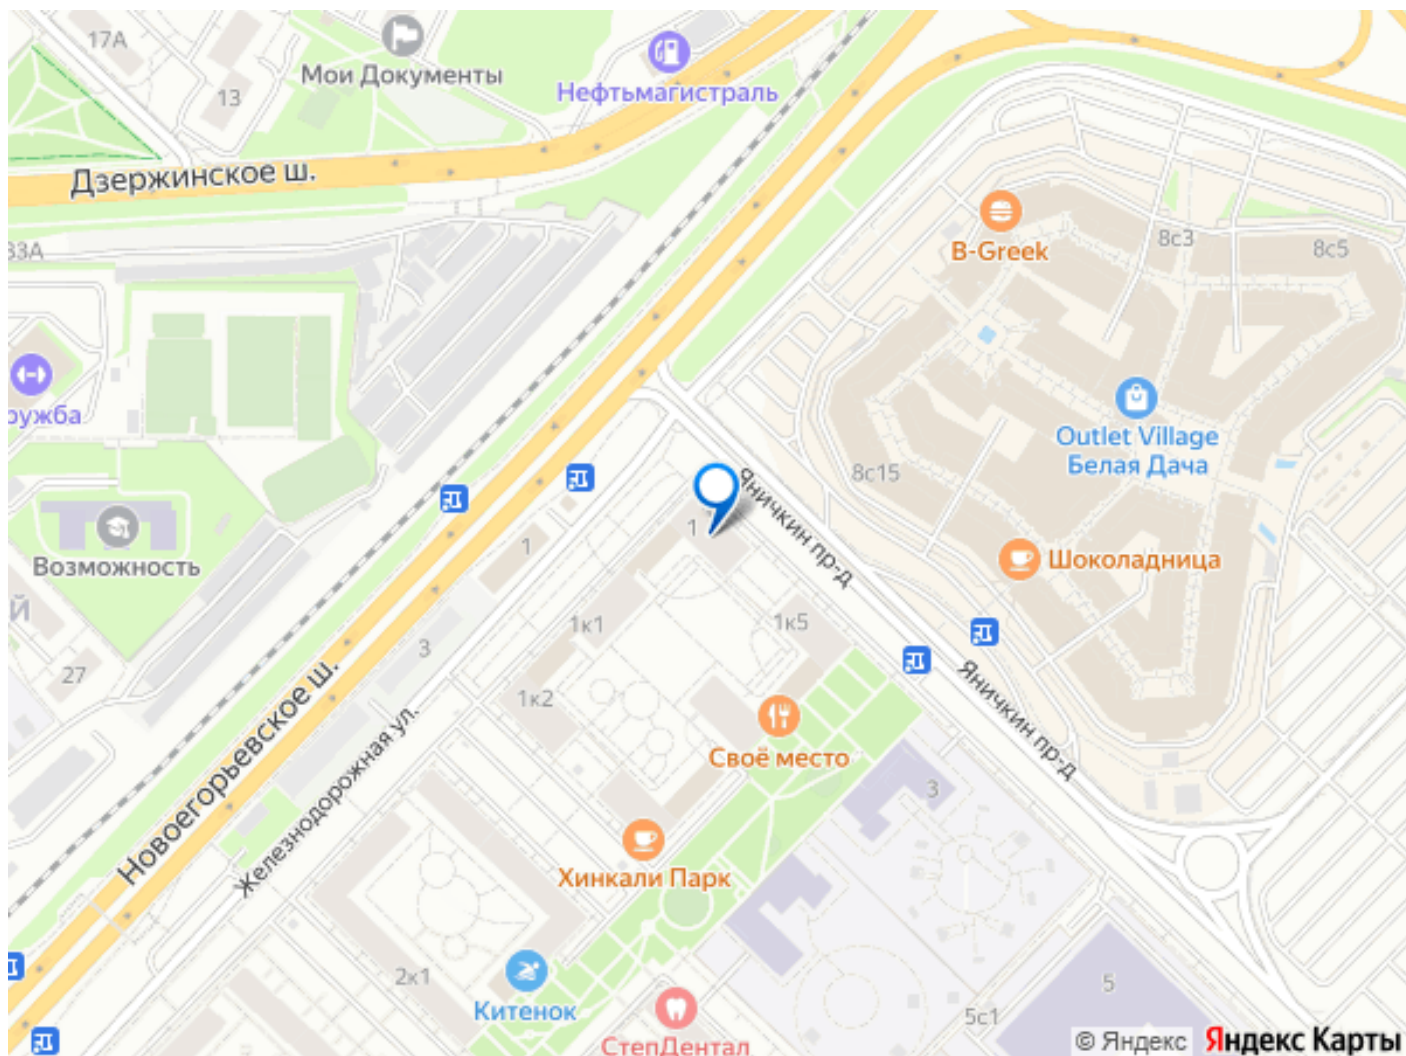 17А
Мои Документы
13
Нефтьмагистраль
Дзержинское ш.
33А
B-Greek
8с3
8с5
ружба
Outlet Village
Белая Дача
8с15
Яничкин пр-д
1
1
Шоколадница
Возможность
Й
1к1
1к5
3
27
1к2
Новоегорьевское ш.
Железнодорожная ул.
Яничкин пр-д
Своё место
3
Хинкали Парк
2к1
Китенок
5
5с1
СтепДентал
© Яндекс Яндекс Карты